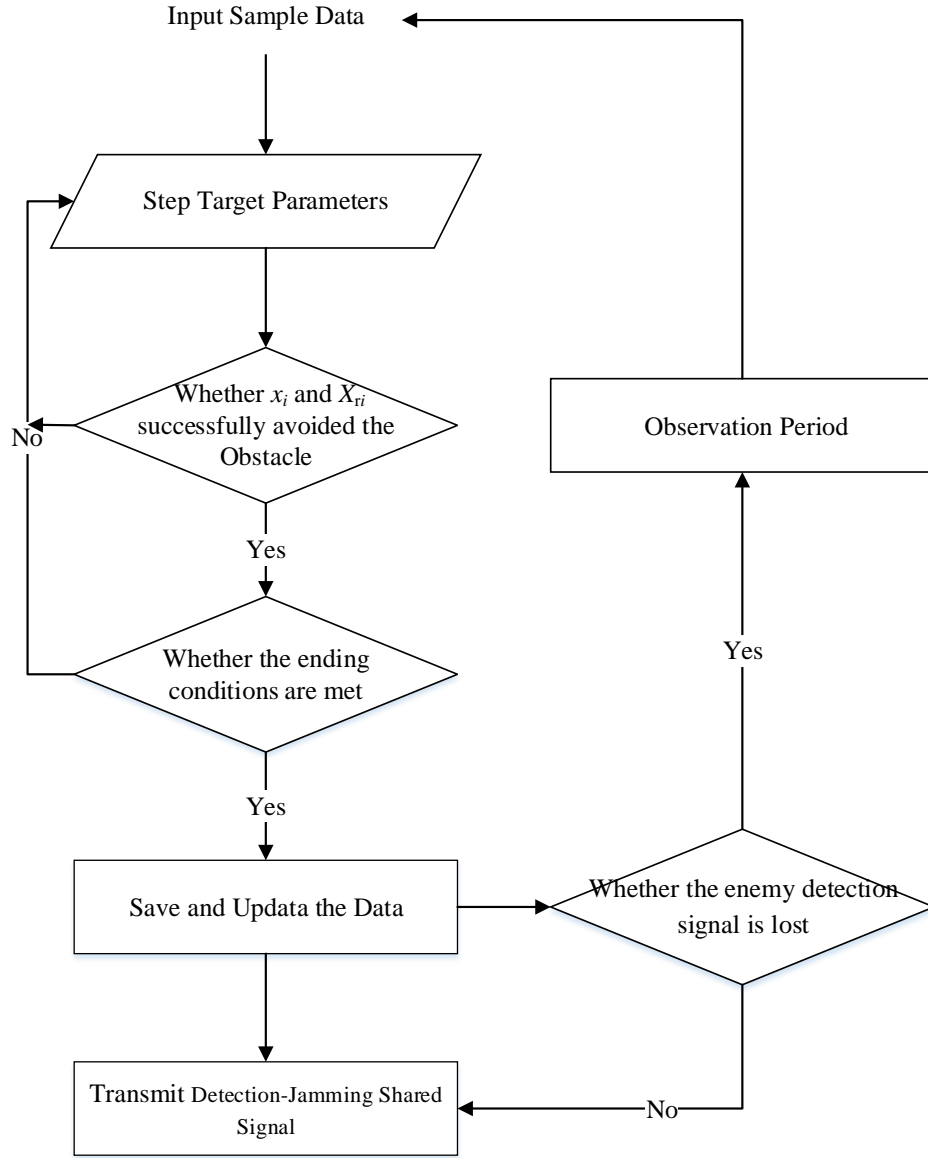 Input Sample Data
Step Target Parameters
Whether xᵢ and Xᵣᵢ
successfully avoided the
Obstacle
No
Observation Period
Yes
Whether the ending
conditions are met
Yes
Yes
Save and Updata the Data
Whether the enemy detection
signal is lost
Transmit Detection-Jamming Shared
Signal
No